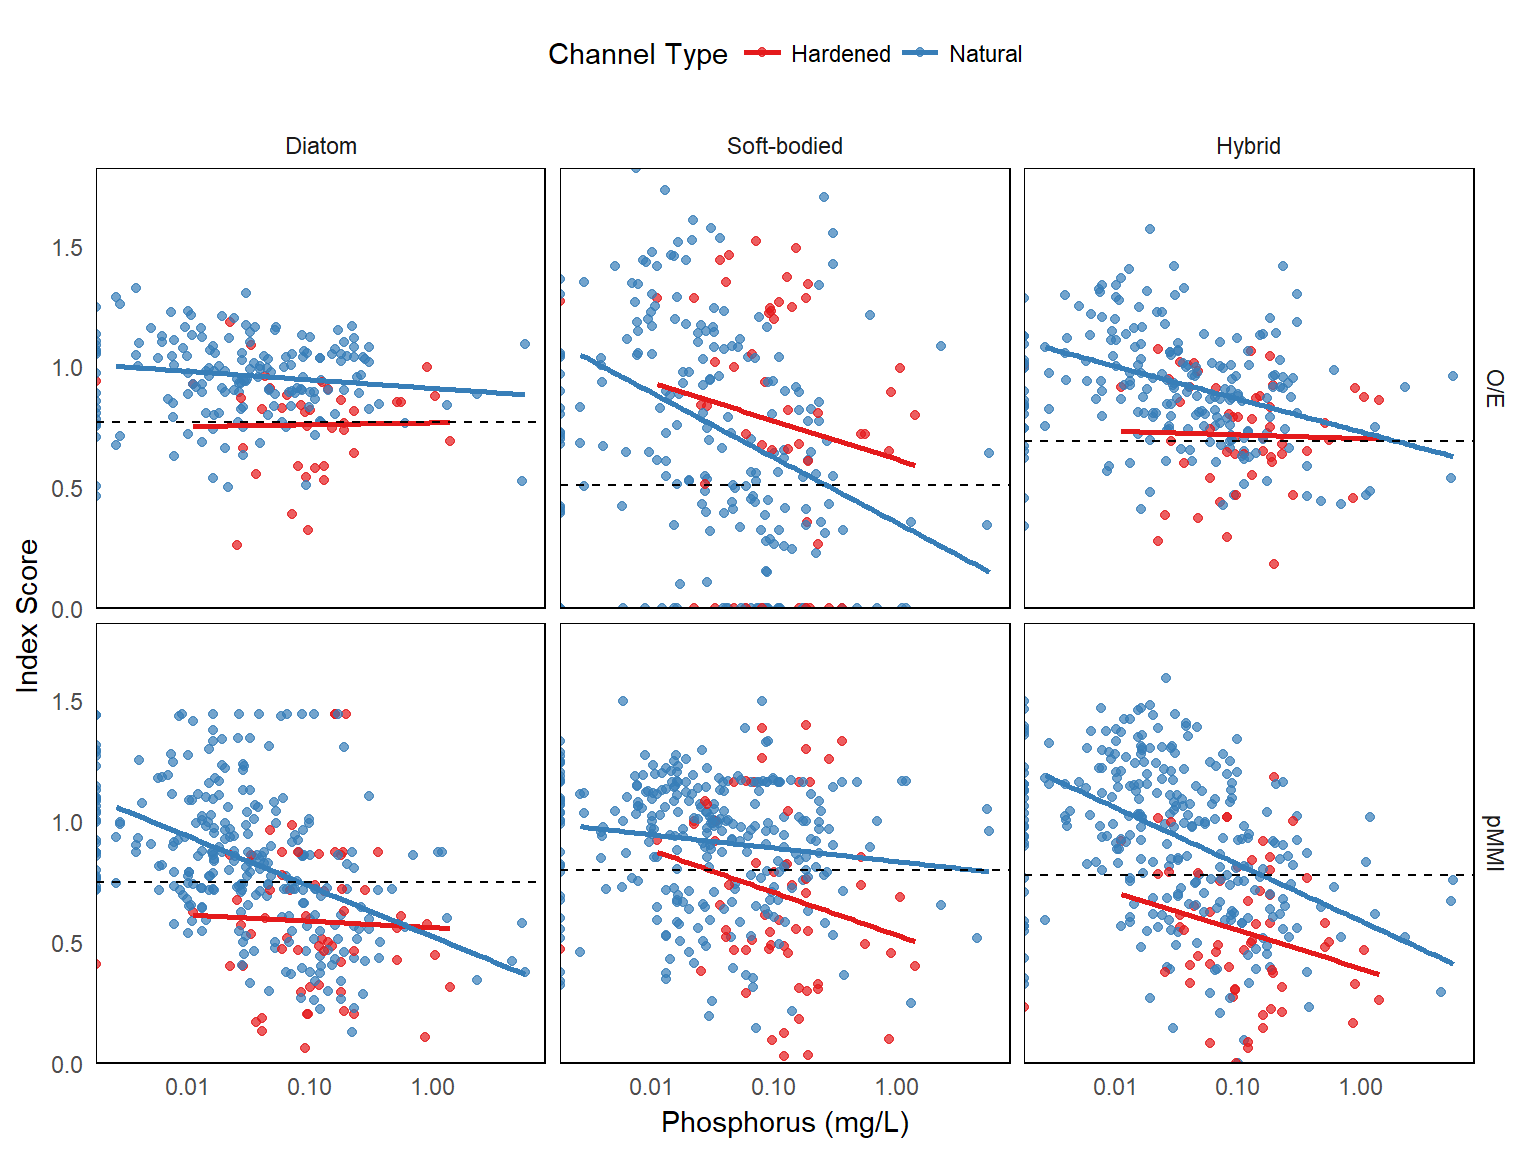 Channel Type Hardened Natural
Diatom Soft-bodied Hybrid
1.5
1.0
0.5
0.0
O/E
Index Score
1.5
1.0
0.5
0.0
pMMI
0.01 0.10 1.00 0.01 0.10 1.00 0.01 0.10 1.00
Phosphorus (mg/L)